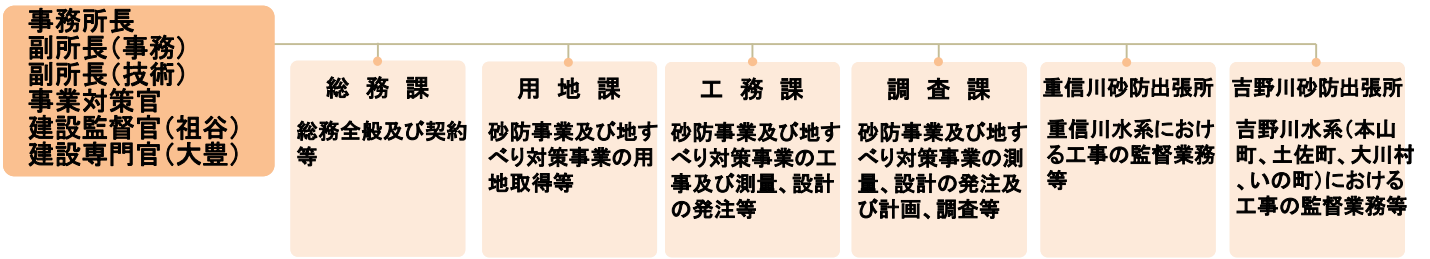 事務所長
副所長（事務）
副所長（技術）
事業対策官
建設監督官（祖谷）
建設専門官（大豊）
総務課
総務全般及び契約
等
用地課
砂防事業及び地す
べり対策事業の用
地取得等
工務課
砂防事業及び地す
べり対策事業の工
事及び測量、設計
の発注等
調査課
砂防事業及び地す
べり対策事業の測
量、設計の発注及
び計画、調査等
重信川砂防出張所
重信川水系におけ
る工事の監督業務
等
吉野川砂防出張所
吉野川水系（本山
町、土佐町、大川村
、いの町）における
工事の監督業務等